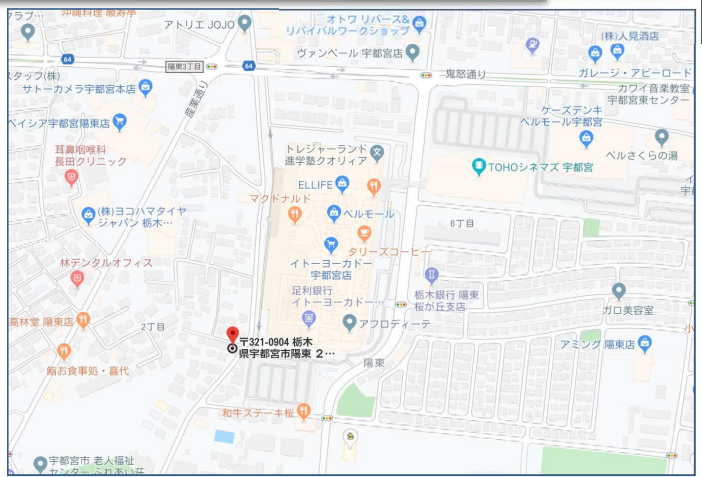 沖縄料理 願寿亭
クラブ…
アトリエ JOJO
オトワ リバース&
リバイバルワークショップ
ヴァンベール 宇都宮店
(株)人見酒店
64
陽東3丁目
64
鬼怒通り
ガレージ・アビーロード
スタッフ(株)
サトーカメラ宇都宮本店
産業通り
カワイ音楽教室
宇都宮東センター
ベイシア宇都宮陽東店
ケーズデンキ
ベルモール宇都宮
耳鼻咽喉科
長田クリニック
トレジャーランド
進学塾クオリィア
ベルさくらの湯
TOHOシネマズ 宇都宮
ELLIFE
マクドナルド
ベルモール
(株)ヨコハマタイヤ
ジャパン 栃木…
6丁目
タリーズコーヒー
イトーヨーカドー
宇都宮店
林デンタルオフィス
足利銀行
イトーヨーカドー…
栃木銀行 陽東
桜が丘支店
ガロ美容室
高林堂 陽東店
2丁目
アフロディーテ
〒321-0904 栃木
県宇都宮市陽東 2…
アミング 陽東店
陽東
鮨お食事処・喜代
和牛ステーキ桜
宇都宮市 老人福祉
センター ふれあい荘